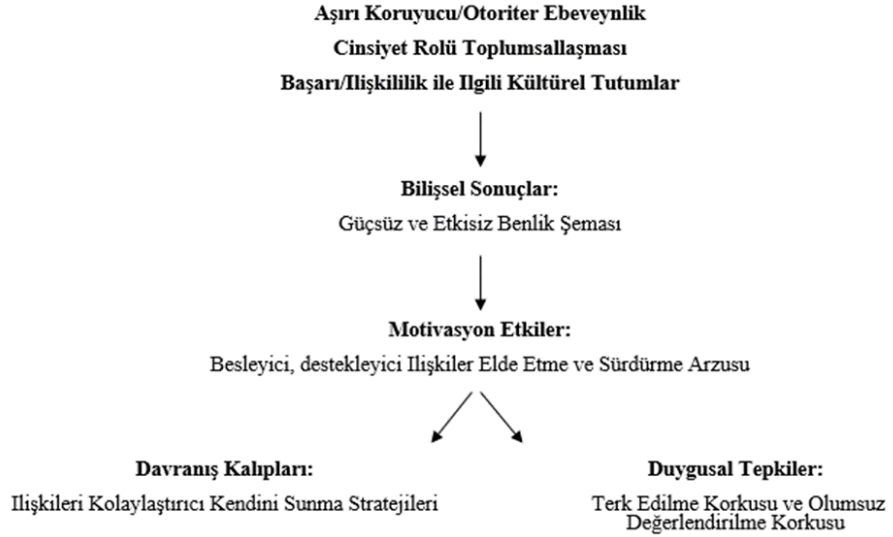 Aşırı Koruyucu/Otoriter Ebeveynlik
Cinsiyet Rolü Toplumsallaşması
Başarı/Ilişkililik ile Ilgili Kültürel Tutumlar
Bilişsel Sonuçlar:
Güçsüz ve Etkisiz Benlik Şeması
Motivasyon Etkiler:
Besleyici, destekleyici Ilişkiler Elde Etme ve Sürdürme Arzusu
Davranış Kalıpları:
Ilişkileri Kolaylaştırıcı Kendini Sunma Stratejileri
Duygusal Tepkiler:
Terk Edilme Korkusu ve Olumsuz
Değerlendirilme Korkusu